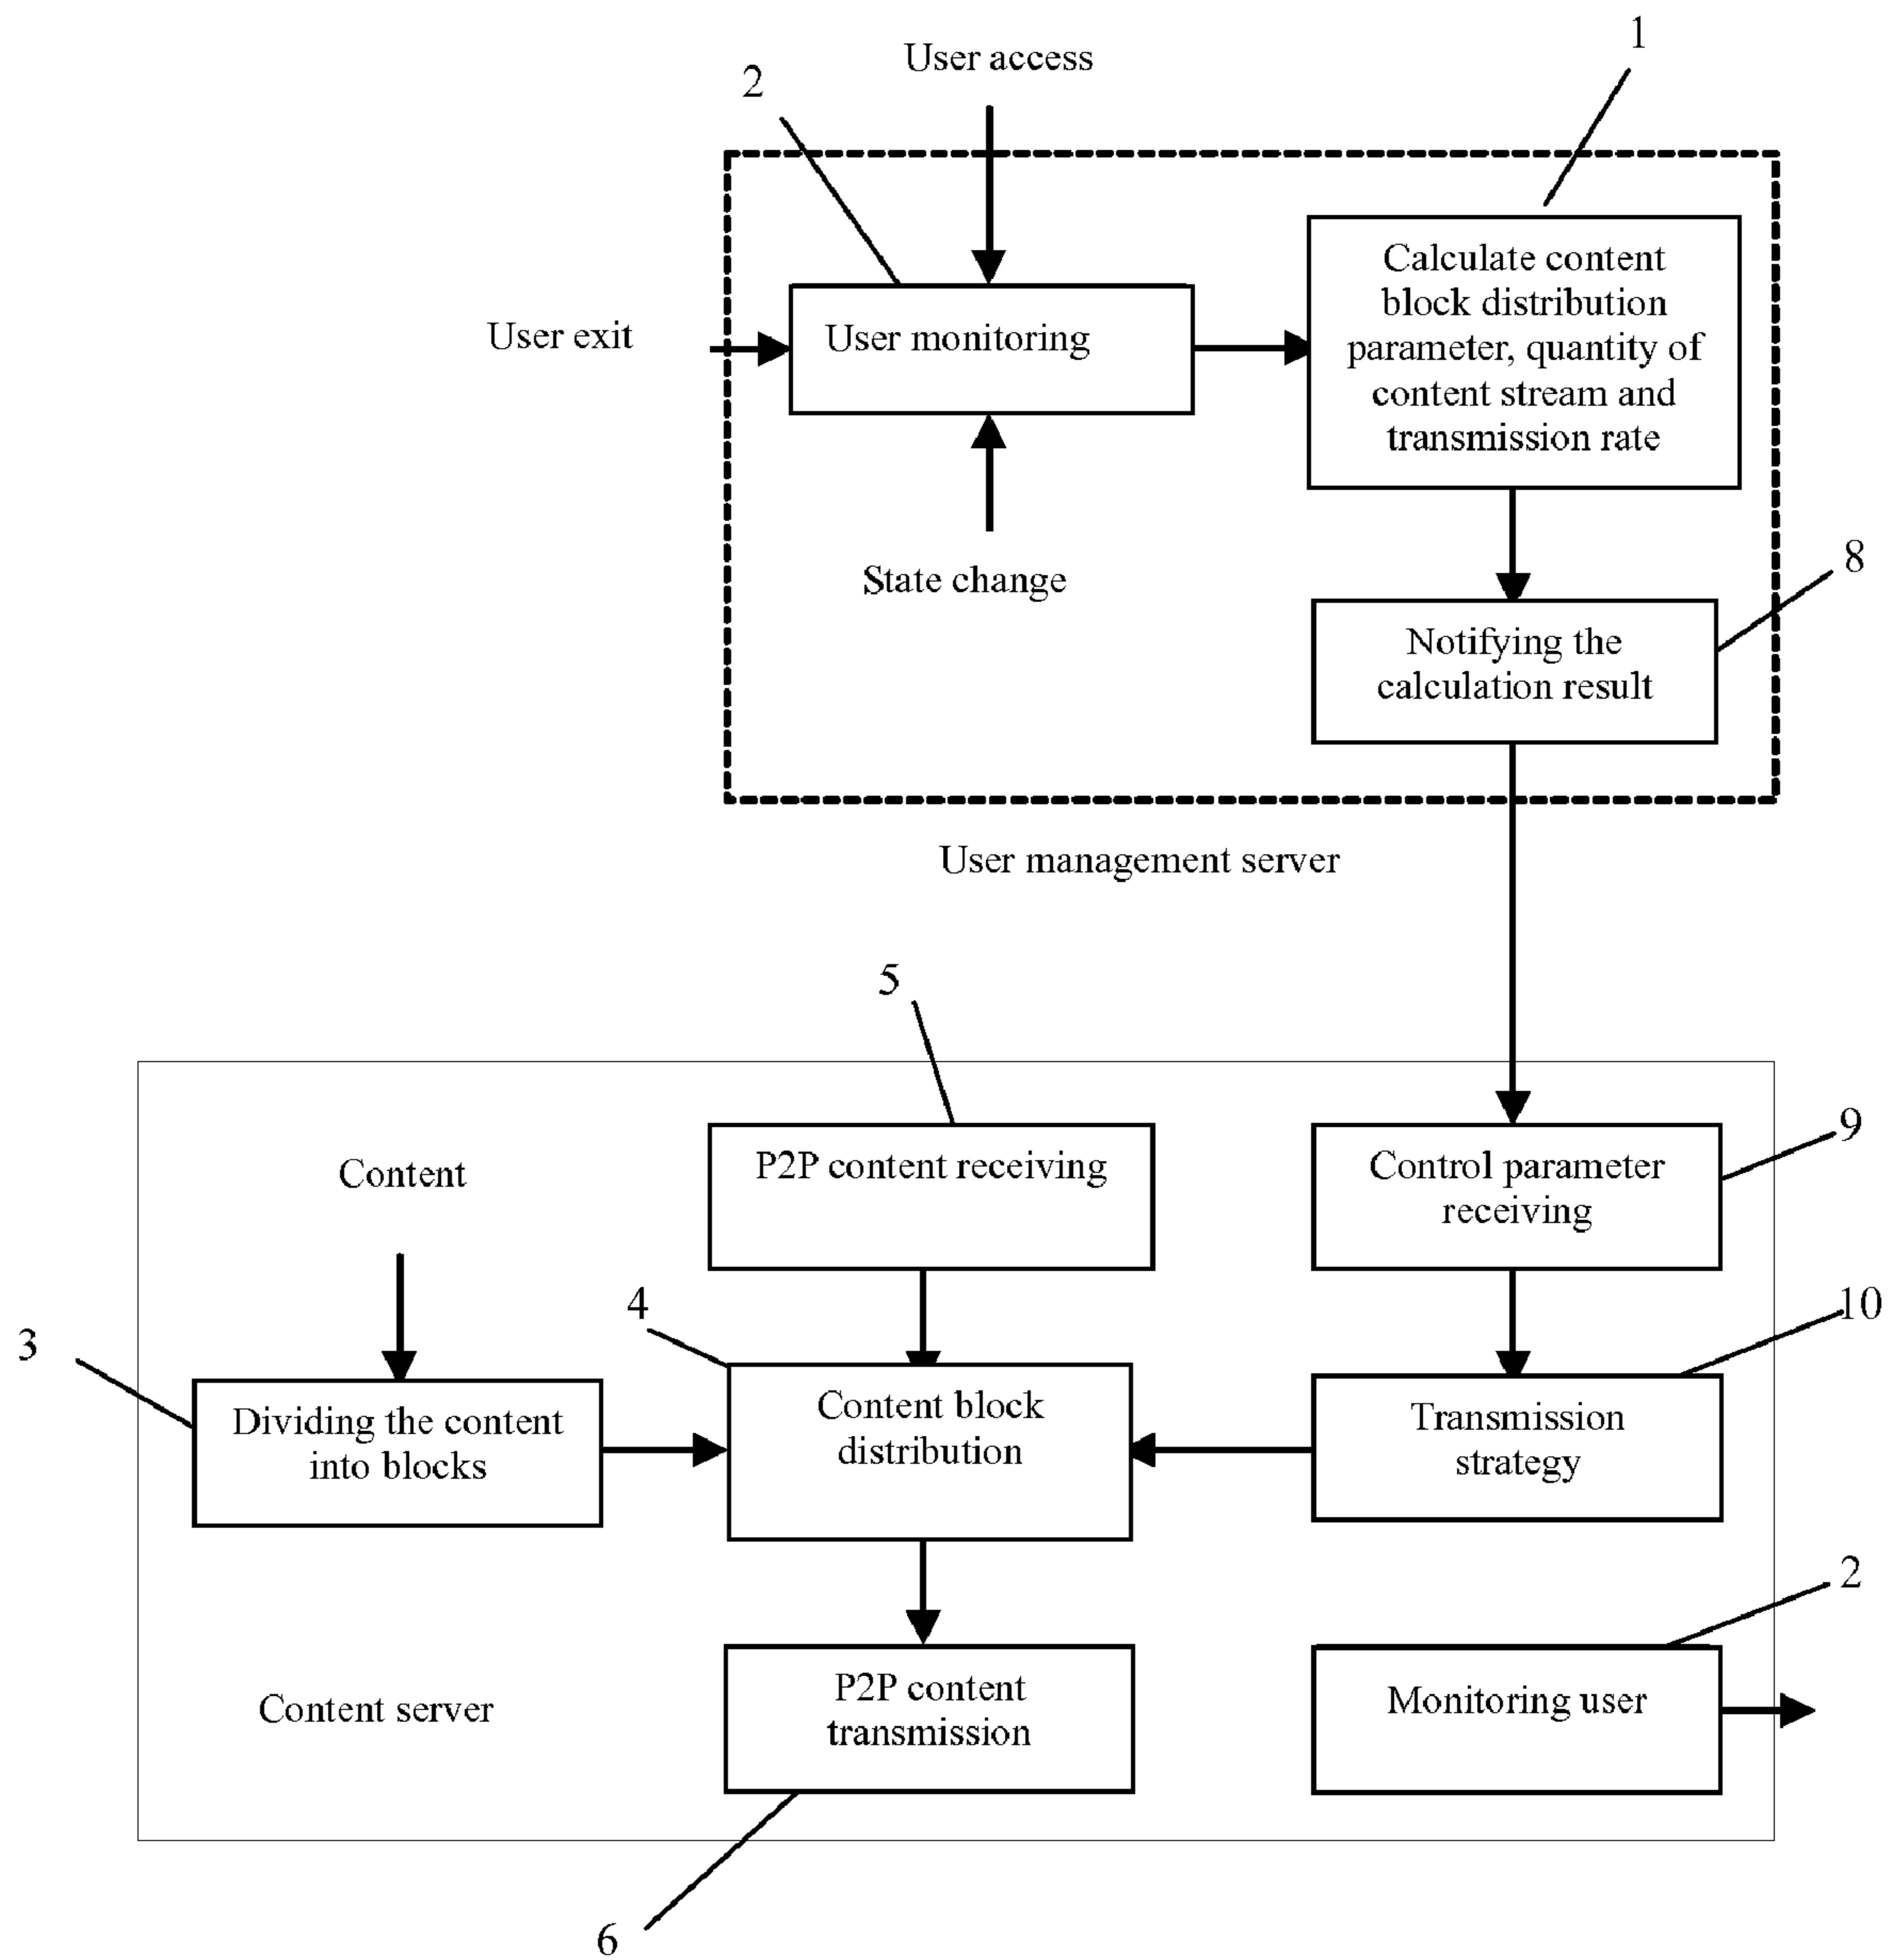 1
User access
2
Calculate content
block distribution
parameter, quantity of
content stream and
transmission rate
User exit
User monitoring
State change
8
Notifying the
calculation result
User management server
5
9
Content
P2P content receiving
Control parameter
receiving
4
10
3
Dividing the content
into blocks
Content block
distribution
Transmission
strategy
2
Content server
P2P content
transmission
Monitoring user
6